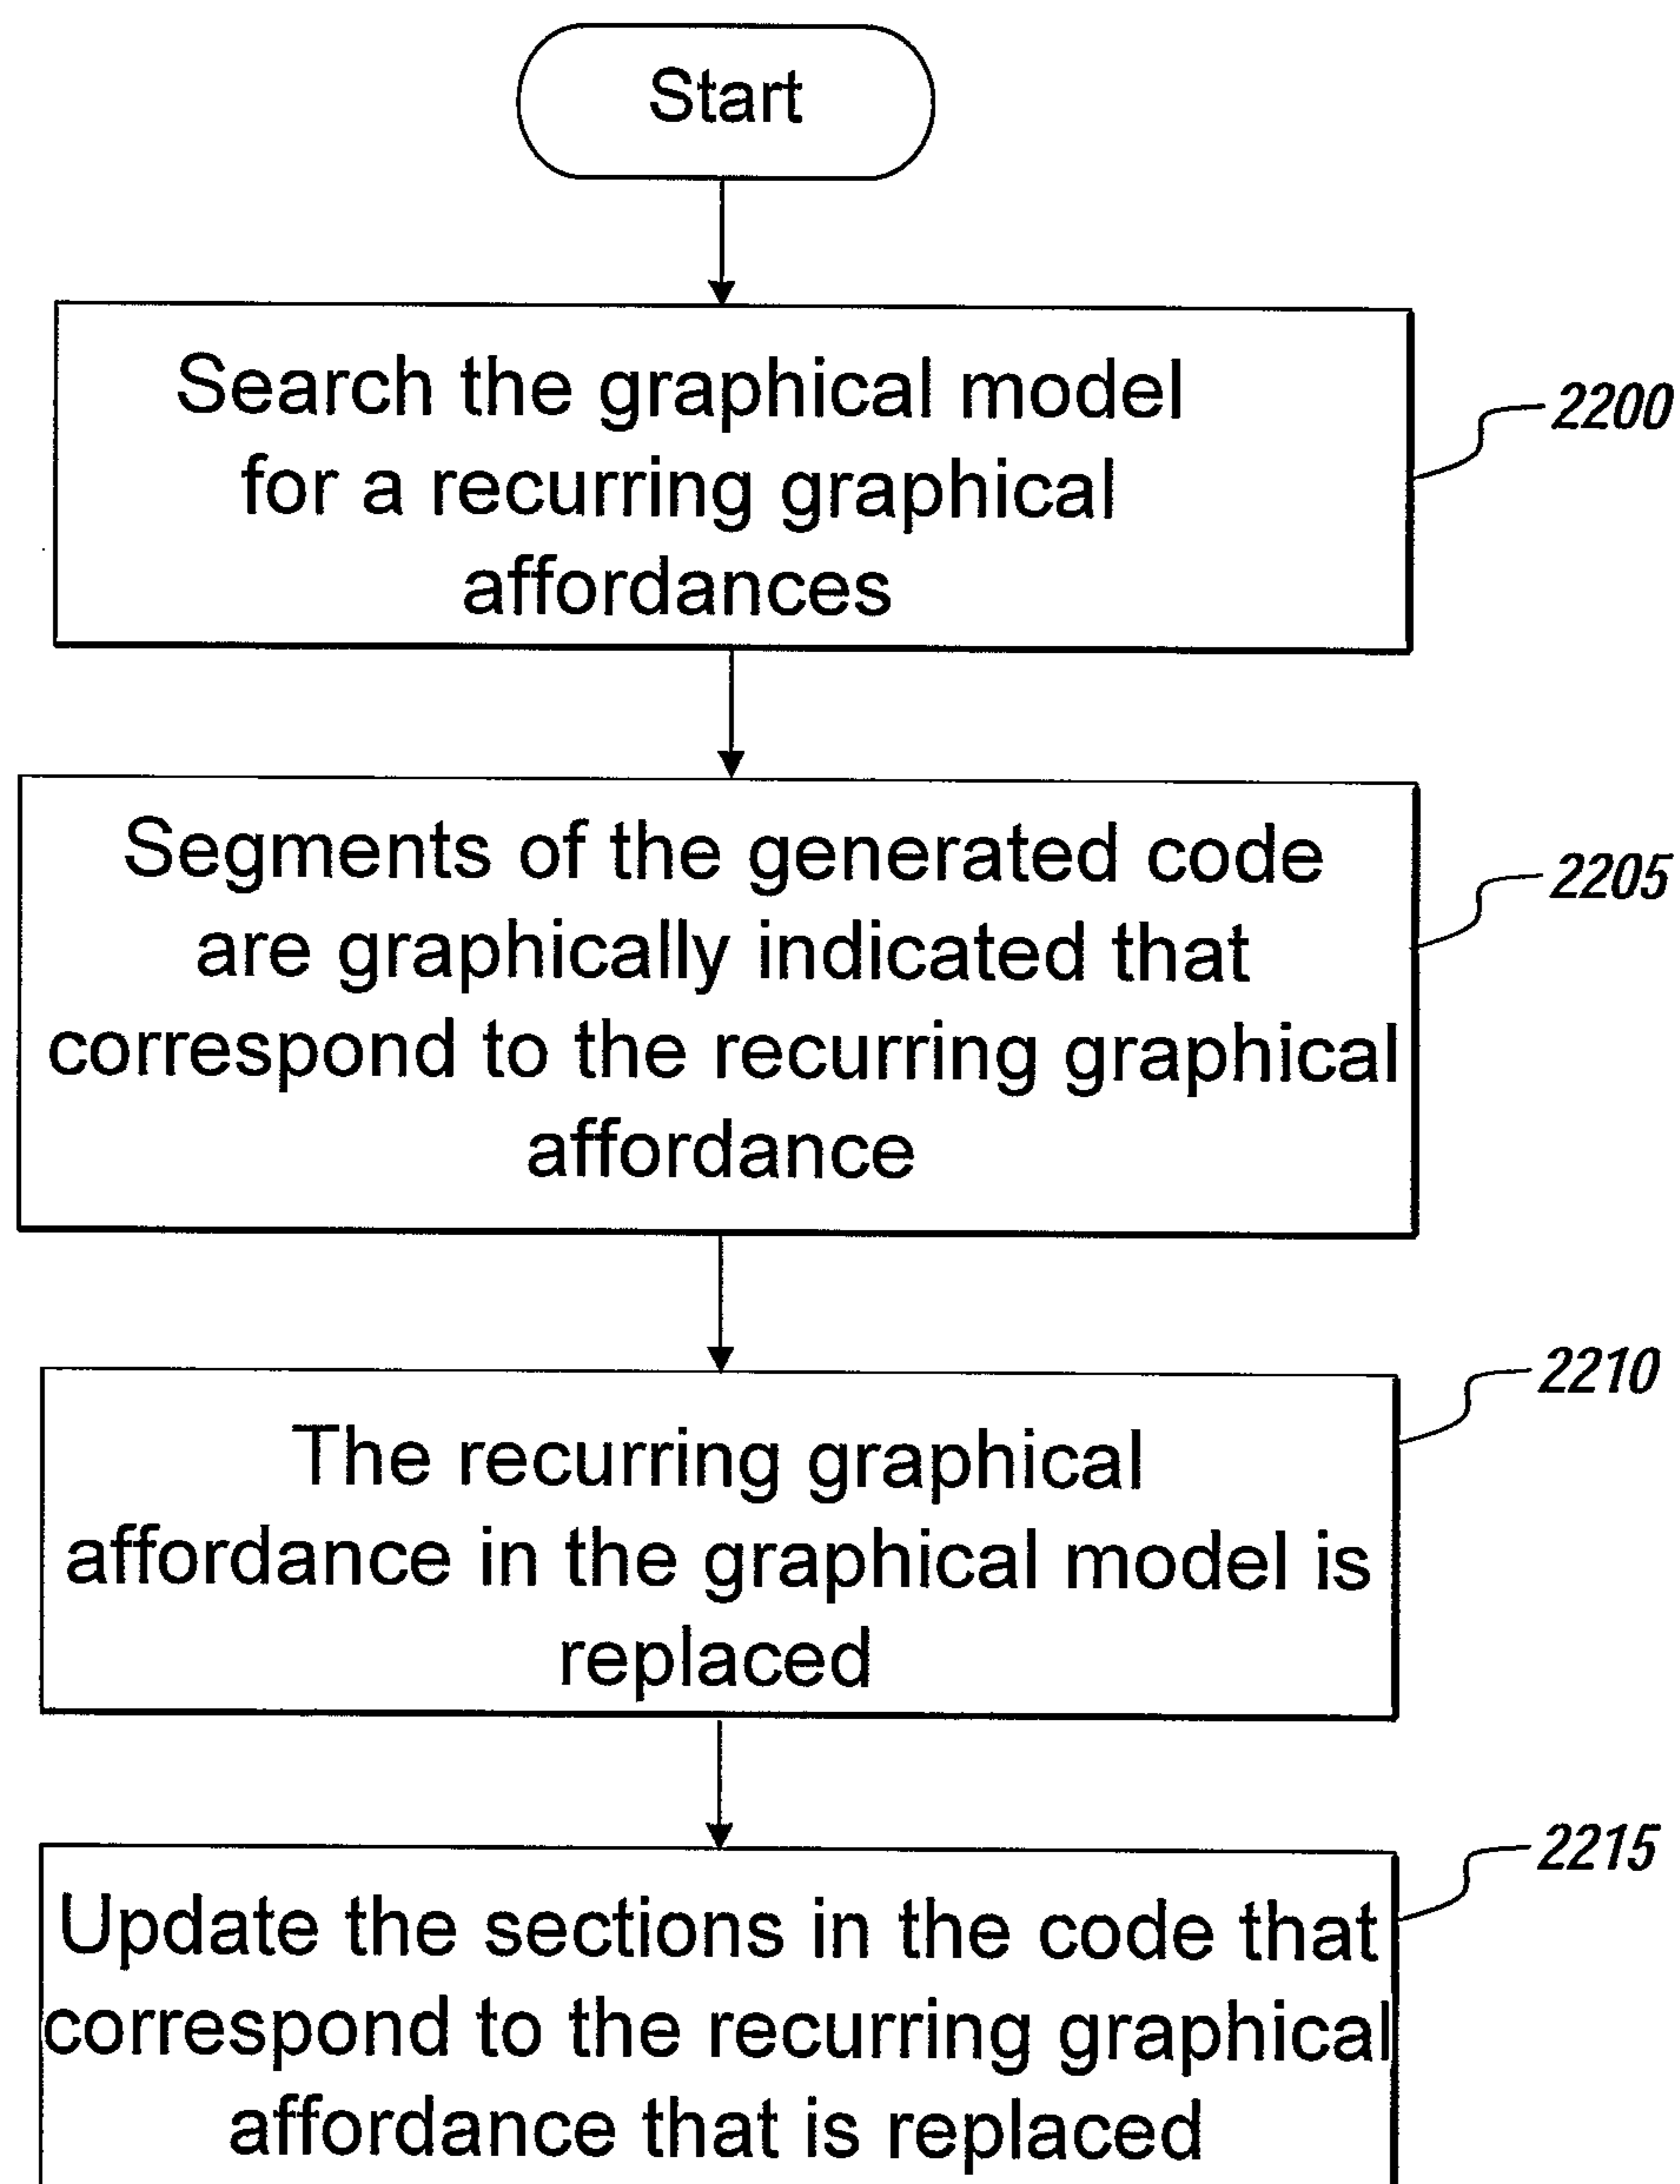 Start
Search the graphical model
for a recurring graphical
affordances
2200
Segments of the generated code
are graphically indicated that
correspond to the recurring graphical
affordance
2205
The recurring graphical
affordance in the graphical model is
replaced
2210
Update the sections in the code that
correspond to the recurring graphical
affordance that is replaced
2215